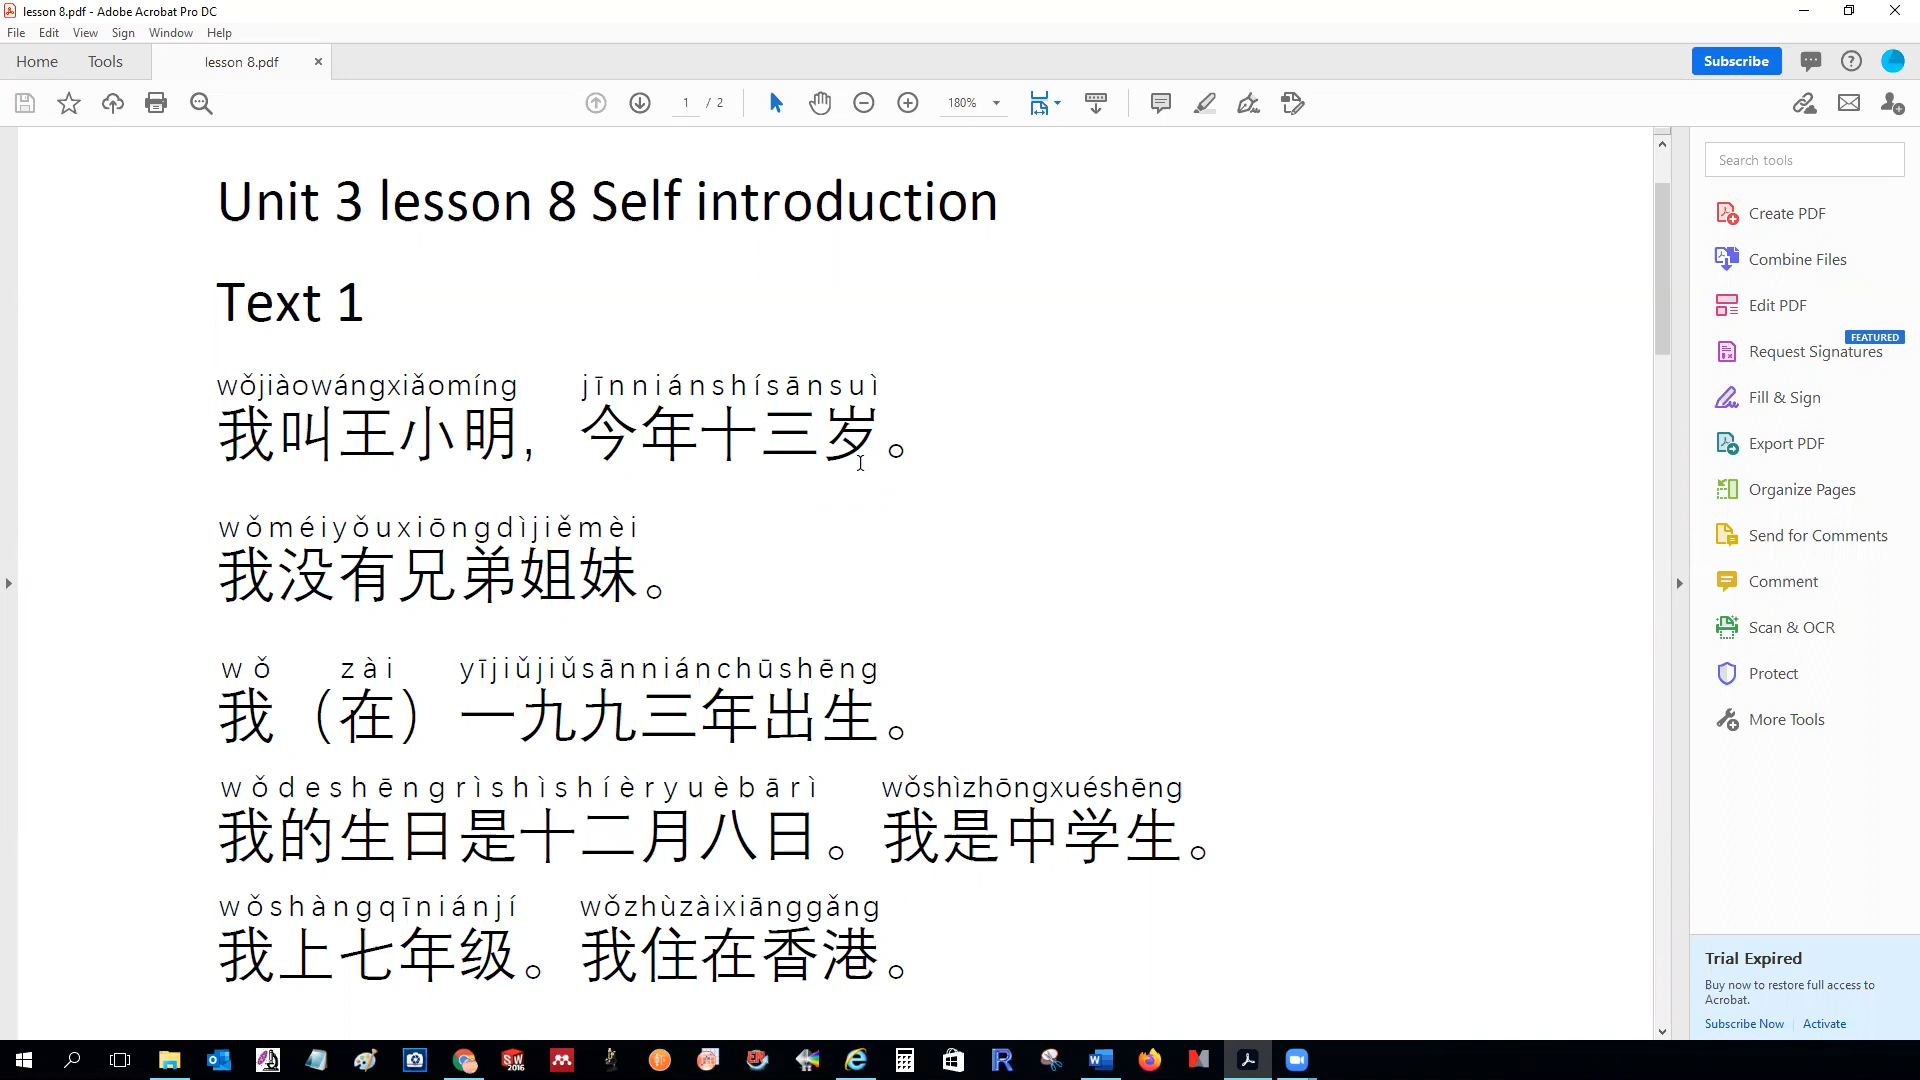 lesson 8.pdf - Adobe Acrobat Pro DC
File Edit View Sign Window Help
Home Tools lesson 8.pdf × Subscribe
1 / 2 180%
Search tools
Unit 3 lesson 8 Self introduction
Text 1
wǒjiàowángxiǎomíng jīnniánshísānsuì
我叫王小明, 今年十三岁。
wǒméiyǒuxiōngdìjiěmèi
我没有兄弟姐妹。
wǒ zài yījiǔjiǔsānniánchūshēng
我（在）一九九三年出生。
wǒdeshēngrìshìshíèryuèbārì wǒshìzhōngxuéshēng
我的生日是十二月八日。我是中学生。
wǒshàngqīniánjí wǒzhùzàixiānggǎng
我上七年级。我住在香港。
Create PDF
Combine Files
Edit PDF
FEATURED
Request Signatures
Fill & Sign
Export PDF
Organize Pages
Send for Comments
Comment
Scan & OCR
Protect
More Tools
Trial Expired
Buy now to restore full access to
Acrobat.
Subscribe Now Activate
SW
2016